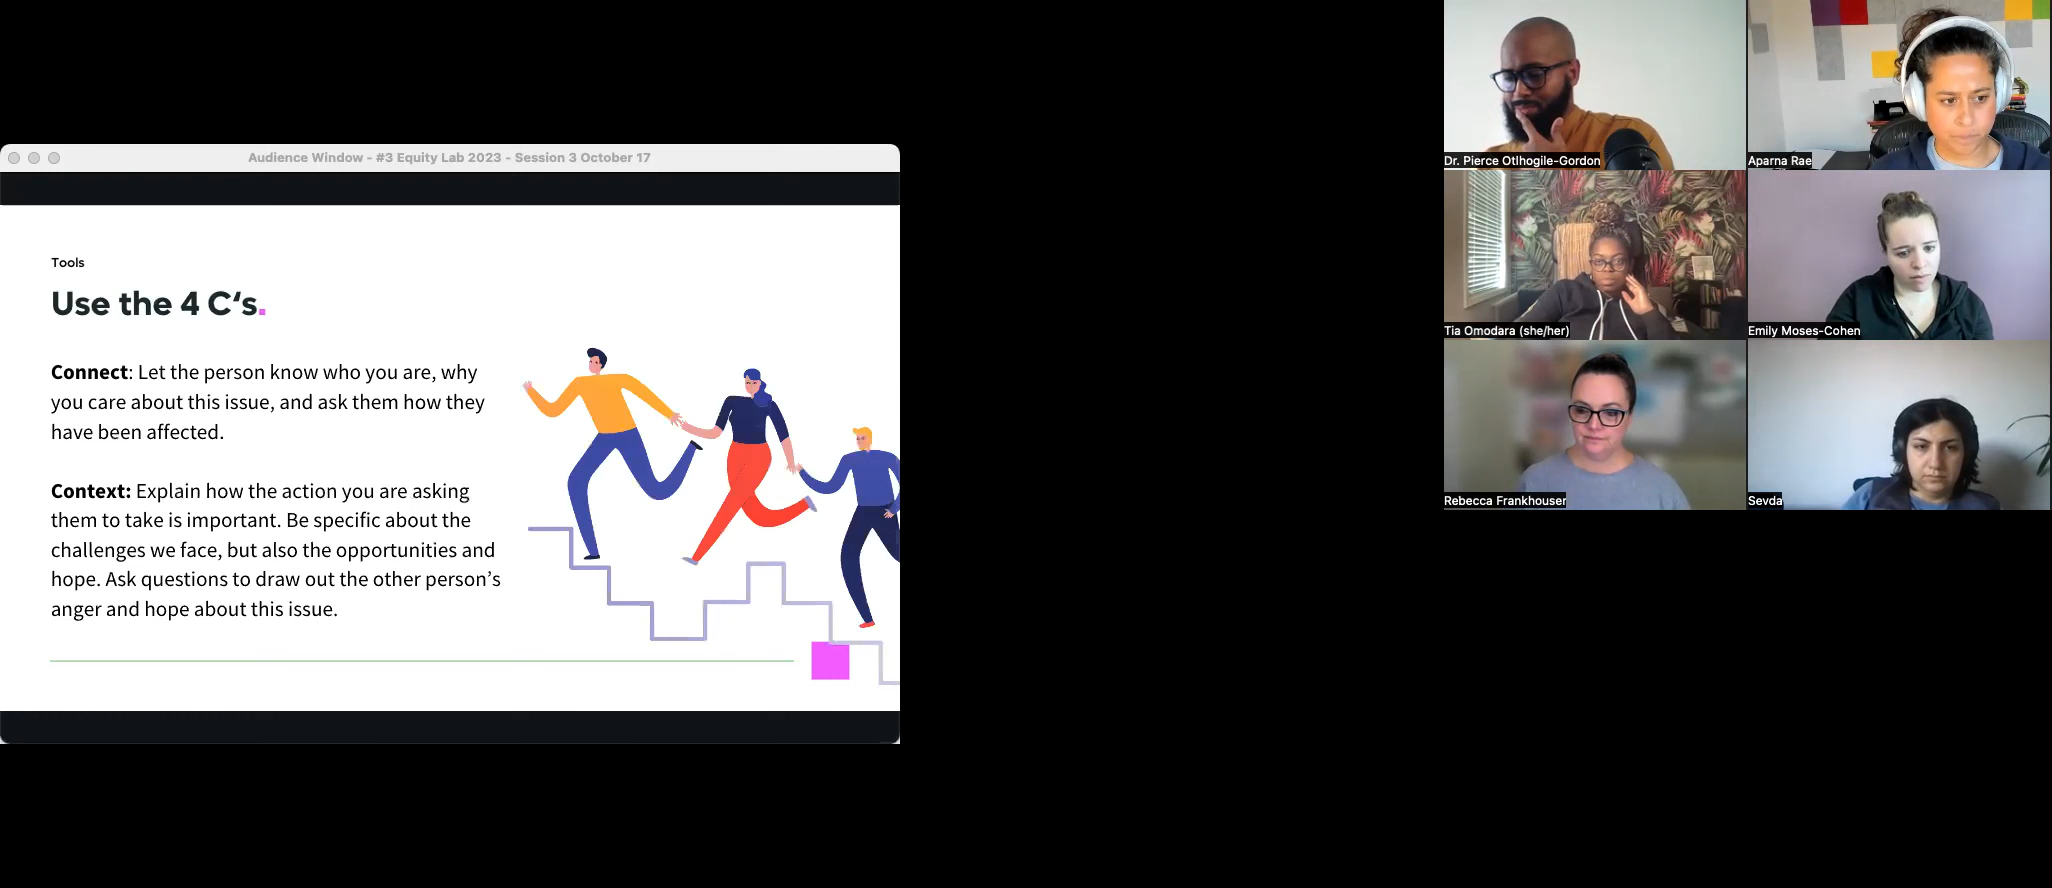 Audience Window - #3 Equity Lab 2023 - Session 3 October 17
Tools
Use the 4 C‘s.
Connect: Let the person know who you are, why
you care about this issue, and ask them how they
have been affected.
Context: Explain how the action you are asking
them to take is important. Be specific about the
challenges we face, but also the opportunities and
hope. Ask questions to draw out the other person’s
anger and hope about this issue.
Dr. Pierce Otlhogile-Gordon
Aparna Rae
Tia Omodara (she/her)
Emily Moses-Cohen
Rebecca Frankhouser
Sevda